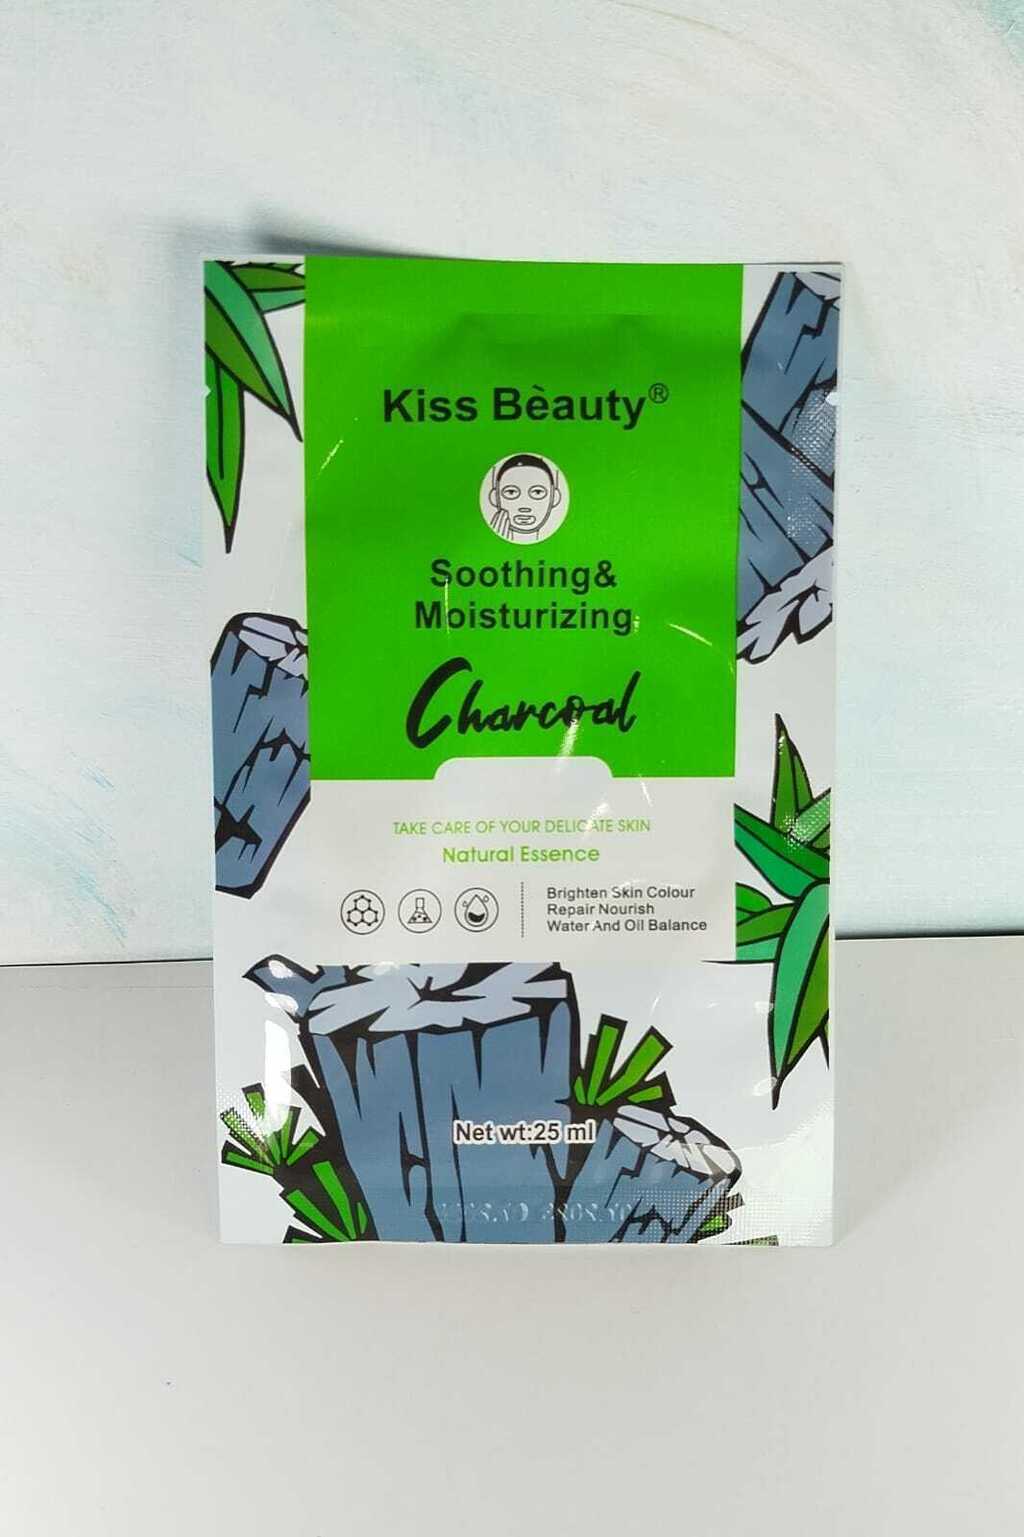 Kiss Bèauty®
Soothing&
Moisturizing
Charcoal
TAKE CARE OF YOUR DELICATE SKIN
Natural Essence
Brighten Skin Colour
Repair Nourish
Water And Oil Balance
Net wt:25 ml